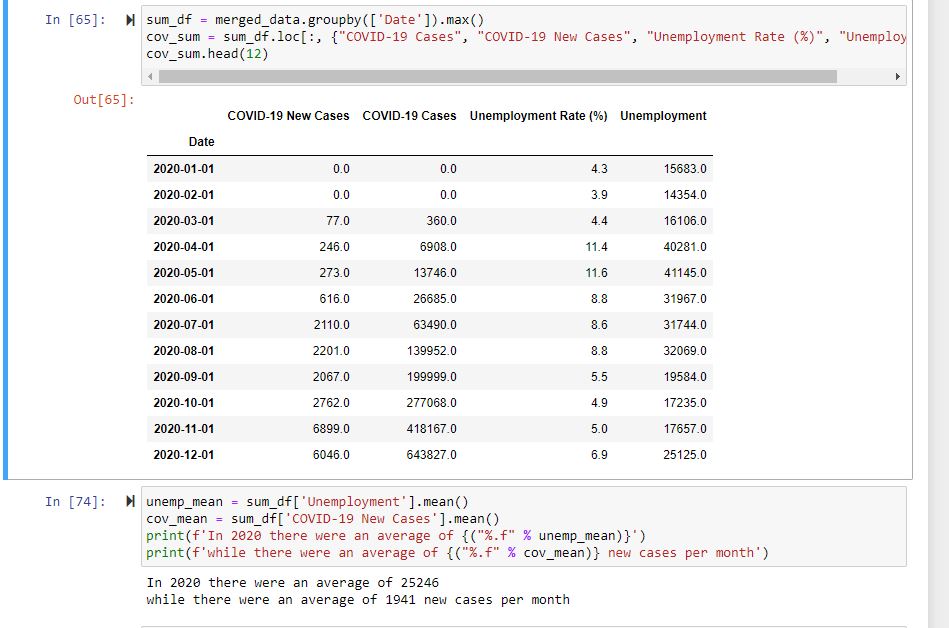 In [65]: sum_df = merged_data.groupby(['Date']).max()
cov_sum = sum_df.loc[:, {"COVID-19 Cases", "COVID-19 New Cases", "Unemployment Rate (%)", "Unemploy
cov_sum.head(12)
Out[65]:
COVID-19 New Cases COVID-19 Cases Unemployment Rate (%) Unemployment
Date
2020-01-01 0.0 0.0 4.3 15683.0
2020-02-01 0.0 0.0 3.9 14354.0
2020-03-01 77.0 360.0 4.4 16106.0
2020-04-01 246.0 6908.0 11.4 40281.0
2020-05-01 273.0 13746.0 11.6 41145.0
2020-06-01 616.0 26685.0 8.8 31967.0
2020-07-01 2110.0 63490.0 8.6 31744.0
2020-08-01 2201.0 139952.0 8.8 32069.0
2020-09-01 2067.0 199999.0 5.5 19584.0
2020-10-01 2762.0 277068.0 4.9 17235.0
2020-11-01 6899.0 418167.0 5.0 17657.0
2020-12-01 6046.0 643827.0 6.9 25125.0
In [74]: unemp_mean = sum_df['Unemployment'].mean()
cov_mean = sum_df['COVID-19 New Cases'].mean()
print(f'In 2020 there were an average of {("%.f" % unemp_mean)}')
print(f'while there were an average of {("%.f" % cov_mean)} new cases per month')
In 2020 there were an average of 25246
while there were an average of 1941 new cases per month